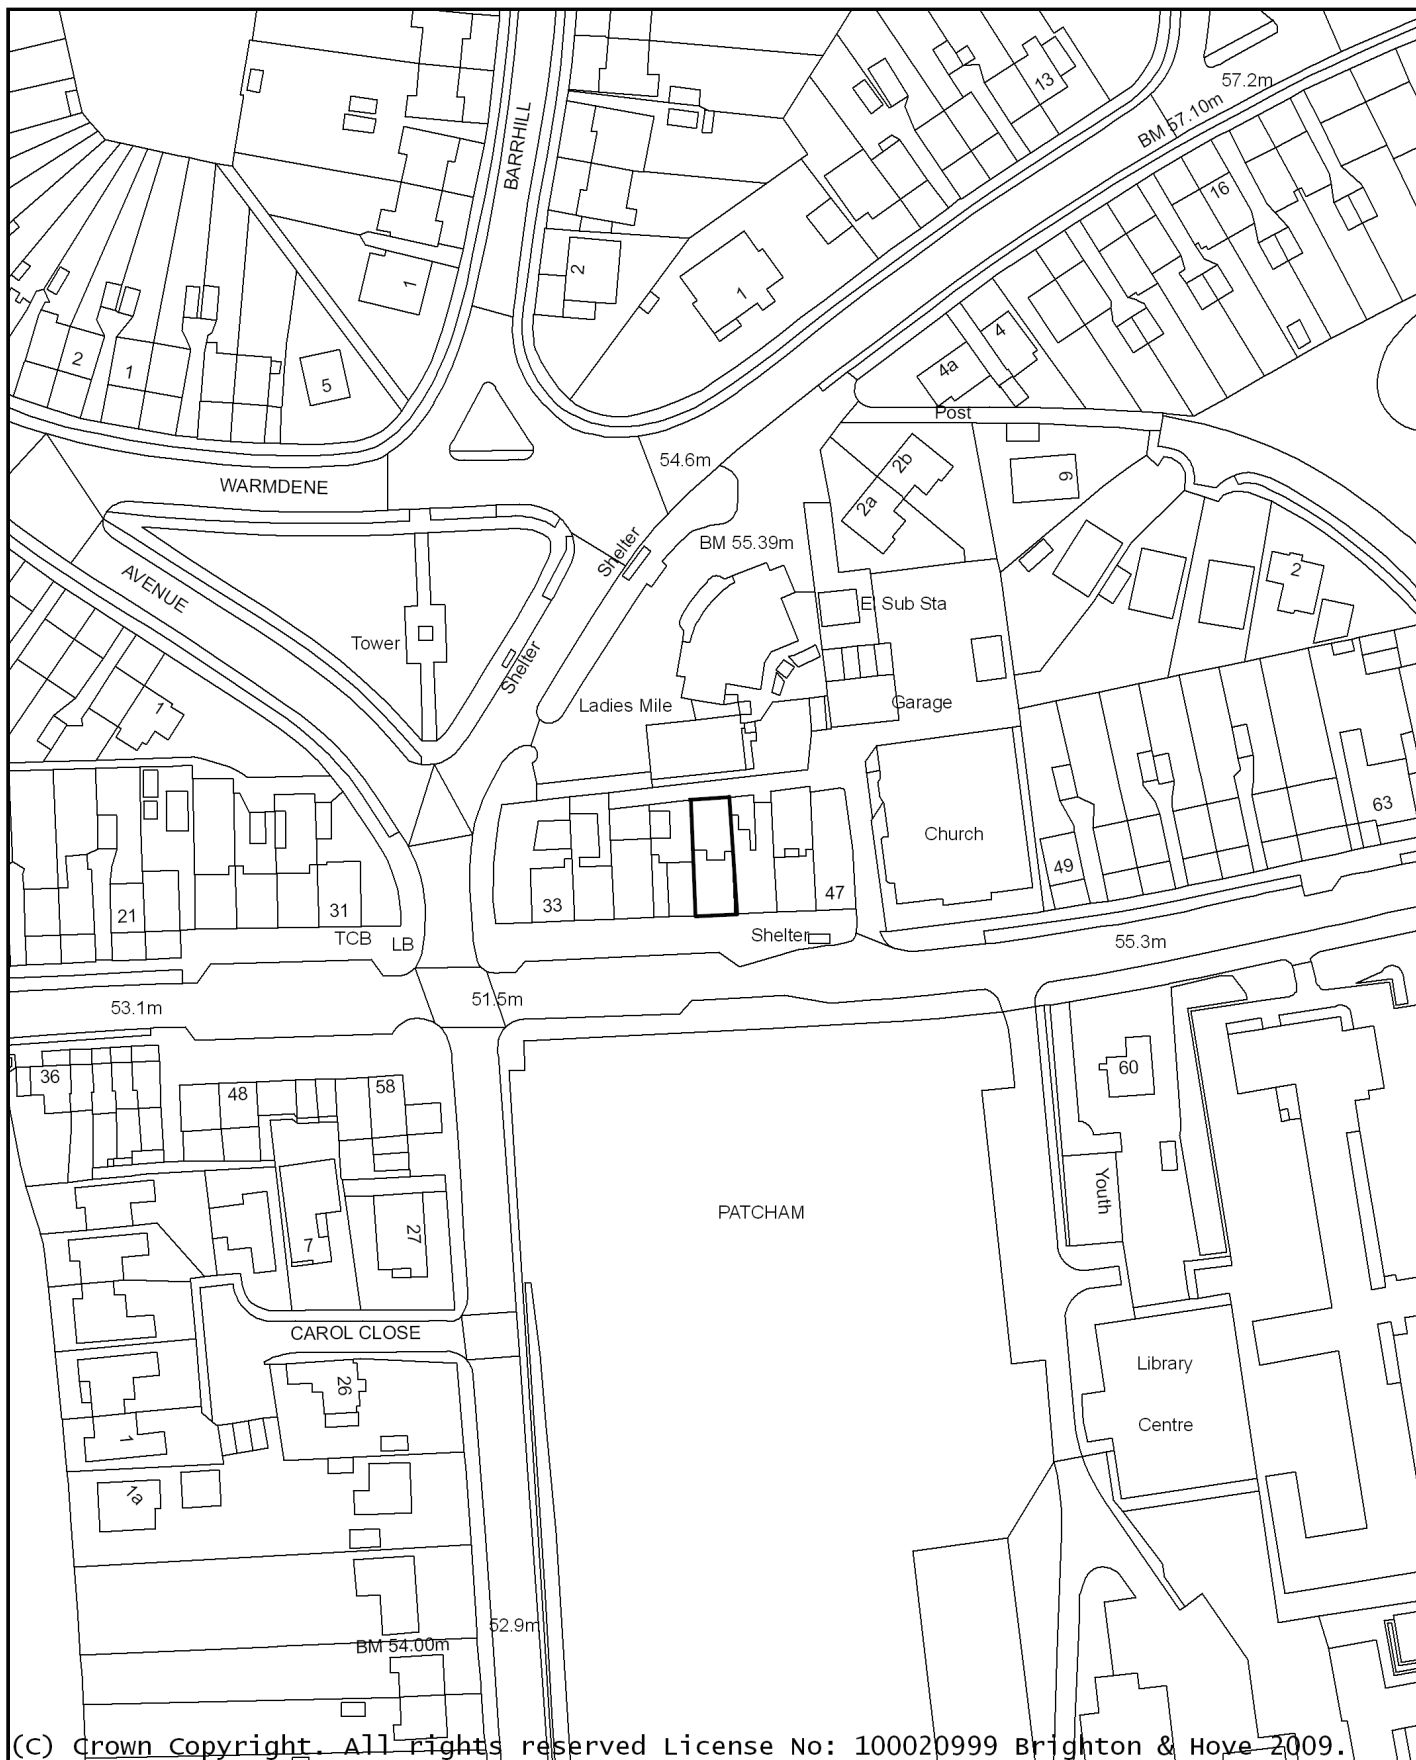 57.2m
13
BM 57.10m
BARRHILL
16
2
1
1
4
4a
2
1
5
Post
54.6m
2b
9
WARMDENE
2a
Shelter
BM 55.39m
AVENUE
2
El Sub Sta
Tower
Shelter
Ladies Mile
Garage
1
63
Church
49
33
47
21
31
TCB
LB
Shelter
55.3m
53.1m
51.5m
36
48
58
60
Youth
PATCHAM
7
27
CAROL CLOSE
Library
26
Centre
1
1a
52.9m
BM 54.00m
(C) Crown Copyright. All rights reserved License No: 100020999 Brighton & Hove 2009.